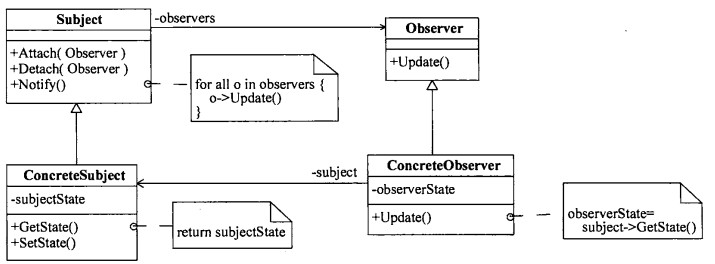 Subject
-observers
Observer
+Attach( Observer )
+Detach( Observer )
+Notify()
for all o in observers {
o->Update()
}
+Update()
ConcreteSubject
-subjectState
+GetState()
+SetState()
return subjectState
-subject
ConcreteObserver
-observerState
+Update()
observerState=
subject->GetState()